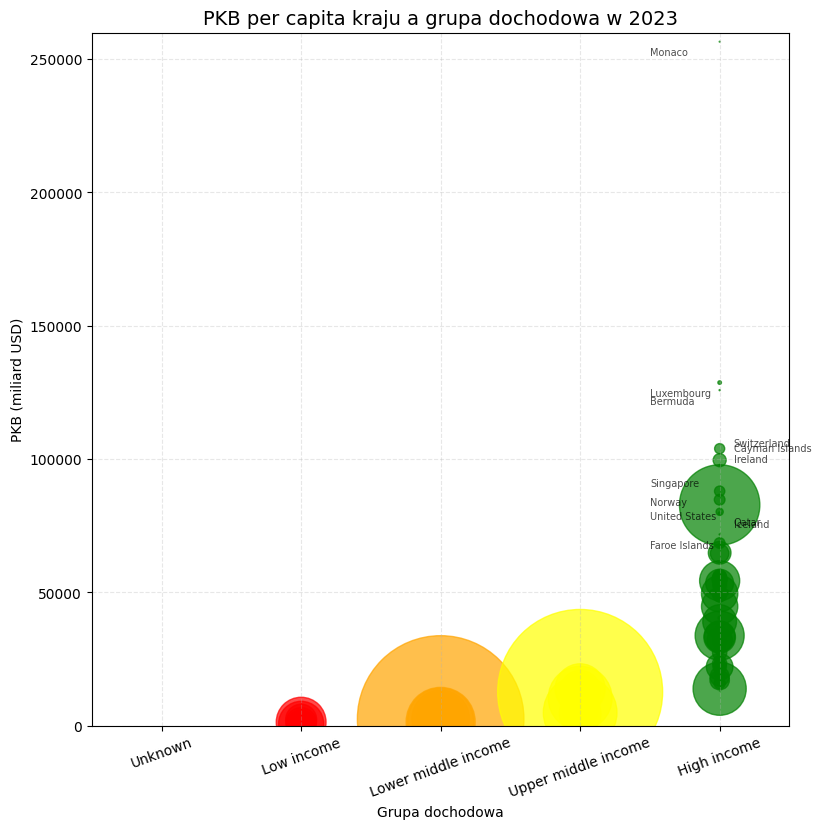 PKB per capita kraju a grupa dochodowa w 2023
PKB (miliard USD)
250000
200000
150000
100000
50000
0
Monaco
Luxembourg
Bermuda
Switzerland
Cayman Islands
Ireland
Singapore
Norway
United States
Qatar
Iceland
Faroe Islands
Unknown
Low income
Lower middle income
Upper middle income
High income
Grupa dochodowa